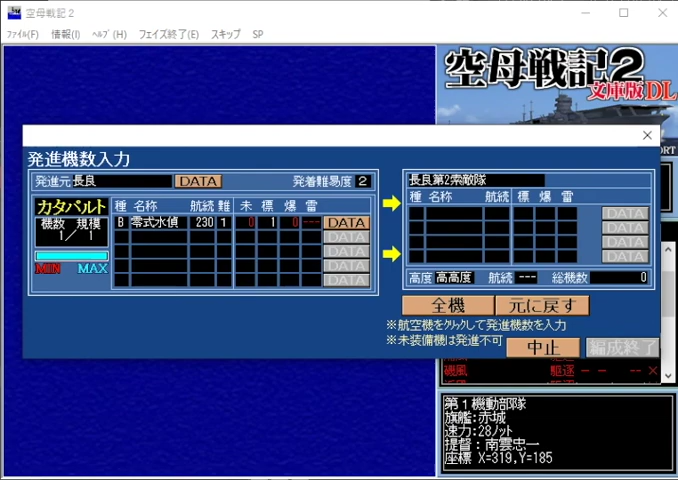 空母戦記2
ﾌｧｲﾙ(F) 情報(I) ﾍﾙﾌﾟ(H) フェイズ終了(E) スキップ SP
空母戦記2
文庫版DL
発進機数入力
発進元 長良 DATA 発着難易度 2
カタパルト
機数 規模
1／ 1
MIN MAX
種 名称 航続 難 未 標 爆 雷
B 零式水偵 230 1 0 1 0 --- DATA
DATA
DATA
DATA
DATA
長良第2索敵隊
種 名称 航続 標 爆 雷
DATA
DATA
DATA
DATA
高度 高高度 航続 --- 総機数 0
全機 元に戻す
※航空機をｸﾘｯｸして発進機数を入力
※未装備機は発進不可
中止 編成終了
磯風 駆逐 － － －－ ×
第１機動部隊
旗艦:赤城
速力:28ﾉｯﾄ
提督：南雲忠一
座標 X=319,Y=185